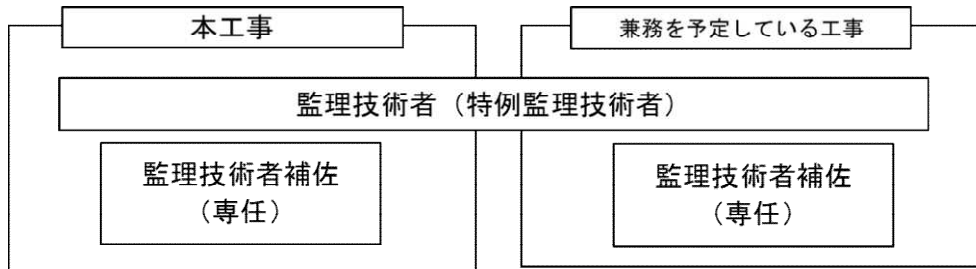 本工事
兼務を予定している工事
監理技術者（特例監理技術者）
監理技術者補佐
（専任）
監理技術者補佐
（専任）